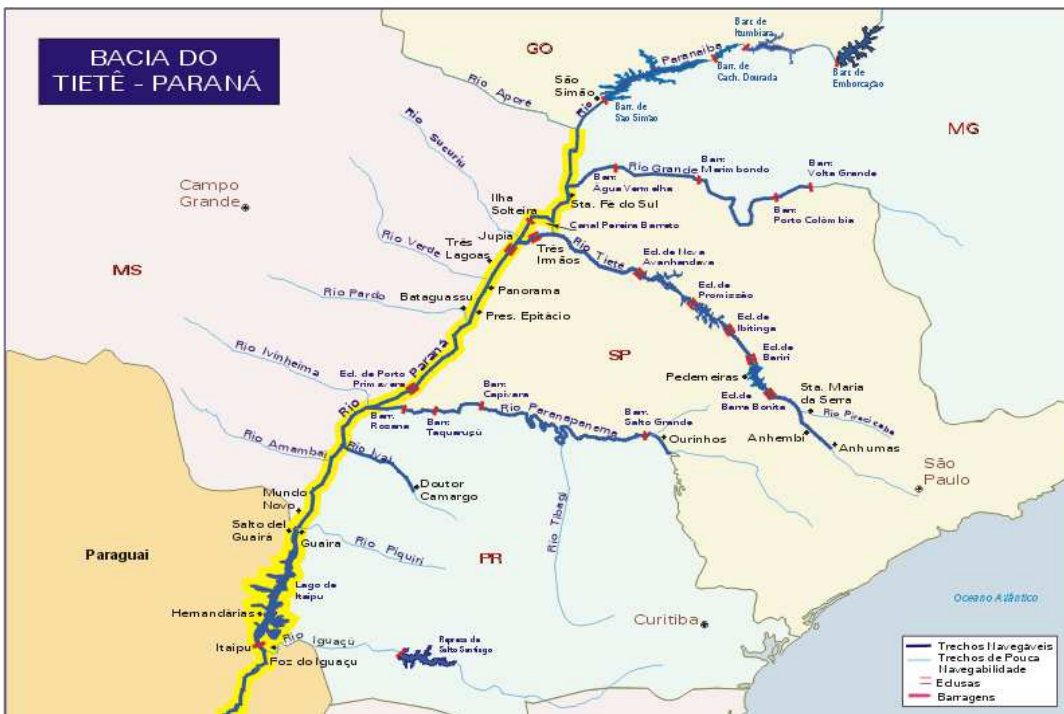 BACIA DO
TIETÊ - PARANÁ
GO
MG
MS
SP
PR
Paraguai
Campo
Grande
São
Simão
Rio Aporé
Rio Sucuriú
Rio
Paranaiba
Barr. de
São Simão
Barr. de
Cach. Dourada
Barr. de
Itumbiara
Barr. de
Emborcação
Rio Grande
Barr.
Água Vermelha
Barr.
Marimbondo
Barr.
Volta Grande
Barr.
Porto Colômbia
Sta. Fé do Sul
Ilha
Solteira
Canal Pereira Barreto
Jupiá
Três
Lagoas
Três
Irmãos
Rio Tietê
Ecl. de Nova
Avanhandava
Ecl. de
Promissão
Ecl. de
Ibitinga
Ecl. de
Bariri
Pederneiras
Ecl. de
Barra Bonita
Sta. Maria
da Serra
Rio Piracicaba
Anhembi
Anhumas
São
Paulo
Rio Verde
Rio Pardo
Bataguassu
Panorama
Pres. Epitácio
Rio Ivinheima
Ecl. de Porto
Primavera
Rio Paraná
Barr.
Rosana
Barr.
Taquaruçú
Barr.
Capivara
Rio Paranapanema
Barr.
Salto Grande
Ourinhos
Rio Amambai
Rio Ivaí
Doutor
Camargo
Rio Tibagi
Mundo
Novo
Salto del
Guairá
Guaira
Rio Piquiri
Lago de
Itaipu
Hernandárias
Itaipu
Rio Iguaçú
Foz do Iguaçu
Represa de
Salto Santiago
Curitiba
Oceano Atlântico
Trechos Navegáveis
Trechos de Pouca
Navegabilidade
Eclusas
Barragens